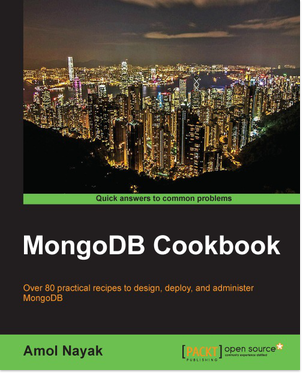 Quick answers to common problems
MongoDB Cookbook
Over 80 practical recipes to design, deploy, and administer
MongoDB
Amol Nayak
[PACKT] open source*
PUBLISHING